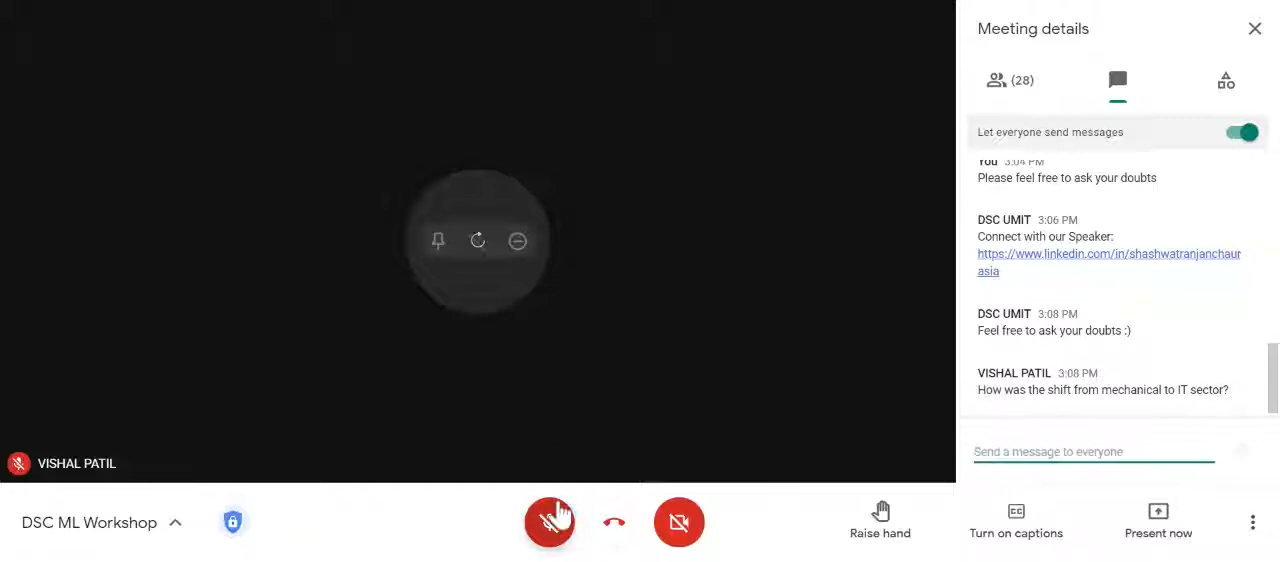 Meeting details
(28)
Let everyone send messages
You 3:04 PM
Please feel free to ask your doubts
DSC UMIT 3:06 PM
Connect with our Speaker:
https://www.linkedin.com/in/shashwatranjanchaur
asia
DSC UMIT 3:08 PM
Feel free to ask your doubts :)
VISHAL PATIL 3:08 PM
How was the shift from mechanical to IT sector?
Send a message to everyone
VISHAL PATIL
DSC ML Workshop
Raise hand
CC
Turn on captions
Present now